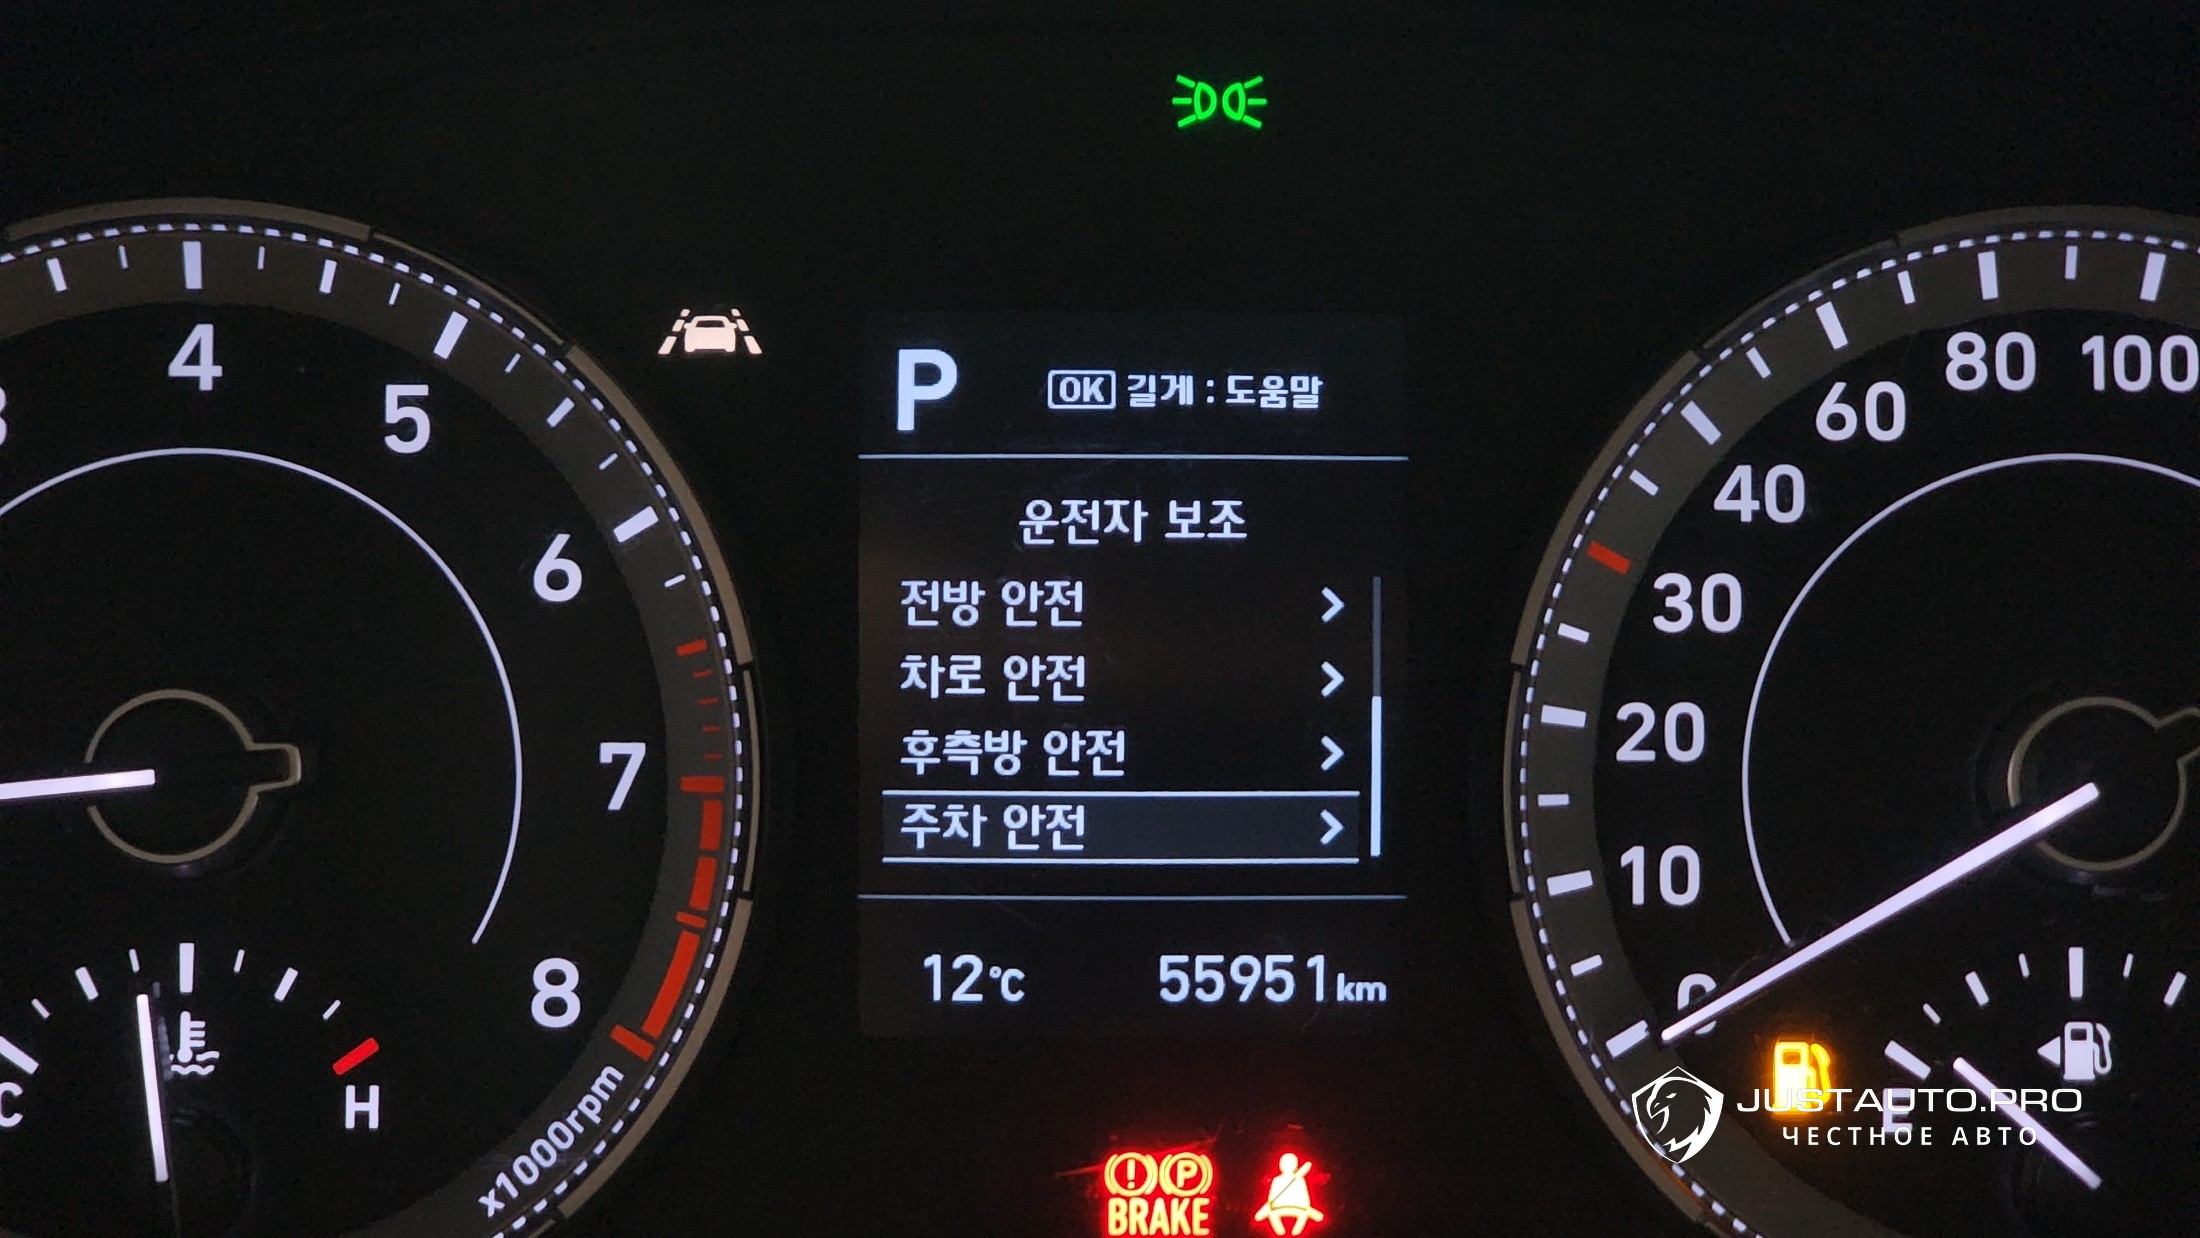 P
OK 길게 : 도움말
운전자 보조
전방 안전
차로 안전
후측방 안전
주차 안전
12℃ 55951km
3 4 5 6 7 8
x1000rpm
C H
0 10 20 30 40 60 80 100
E
P
BRAKE
JUSTAUTO.PRO
ЧЕСТНОЕ АВТО